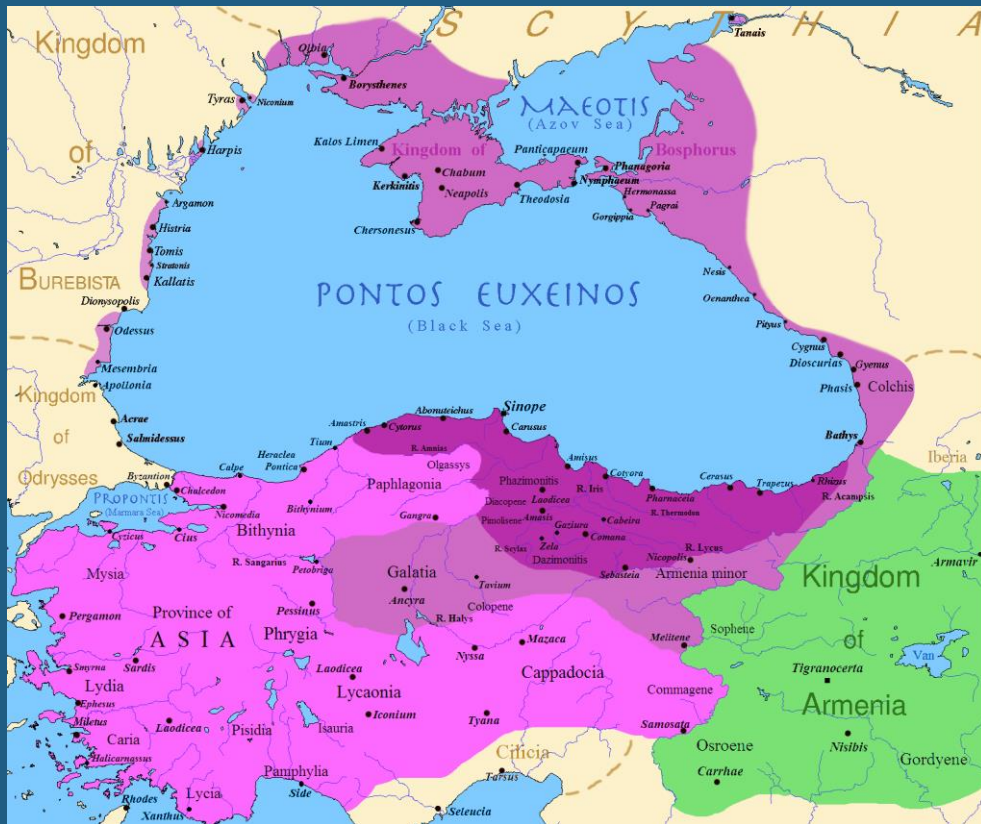 S C Y T H I A
Kingdom
of
BUREBISTA
Olbia
Borysthenes
Tanais
Tyras
Niconium
MAEOTIS
(Azov Sea)
Harpis
Kalos Limen
Kingdom of
Panticapaeum
Bosphorus
Chabum
Phanagoria
Kerkinitis
Neapolis
Nymphaeum
Theodosia
Hermonassa
Gorgippia
Pagrai
Chersonesus
Argamon
Histria
Tomis
Stratonis
Kallatis
Dionysopolis
Odessus
Mesembria
Apollonia
PONTOS EUXEINOS
(Black Sea)
Nesis
Oenanthea
Pityus
Cygnus
Dioscurias
Gyenus
Phasis
Colchis
Bathys
Kingdom
of
Odrysses
Acrae
Salmidessus
Byzantion
PROPONTIS
(Marmara Sea)
Chalcedon
Calpe
Heraclea
Pontica
Tium
Amastris
Cytorus
Abonuteichus
Sinope
Carusus
R. Amnias
Olgassys
Amisus
Cotyora
Cerasus
Trapezus
Rhizus
Iberia
Paphlagonia
Phazimonitis
R. Iris
Pharnaceia
R. Acampsis
Laodicea
Diacopene
R. Thermodon
Nicomedia
Bithynium
Gangra
Pimolisene
Amasis
Gaziura
Cabeira
Cyzicus
Cius
Bithynia
R. Scylax
Zela
Comana
R. Lycus
Dazimonitis
Nicopolis
Sebasteia
Armenia minor
Armavir
Mysia
R. Sangarius
Petobriga
Galatia
Tavium
Kingdom
of
Armenia
Ancyra
Colopene
Pergamon
Province of
ASIA
Pessinus
Phrygia
R. Halys
Mazaca
Melitene
Sophene
Van
Smyrna
Sardis
Laodicea
Nyssa
Cappadocia
Tigranocerta
Lydia
Lycaonia
Commagene
Ephesus
Miletus
Laodicea
Pisidia
Isauria
Iconium
Tyana
Samosata
Caria
Osroene
Nisibis
Halicarnassus
Pamphylia
Cilicia
Gordyene
Tarsus
Carrhae
Rhodes
Lycia
Xanthus
Side
Seleucia